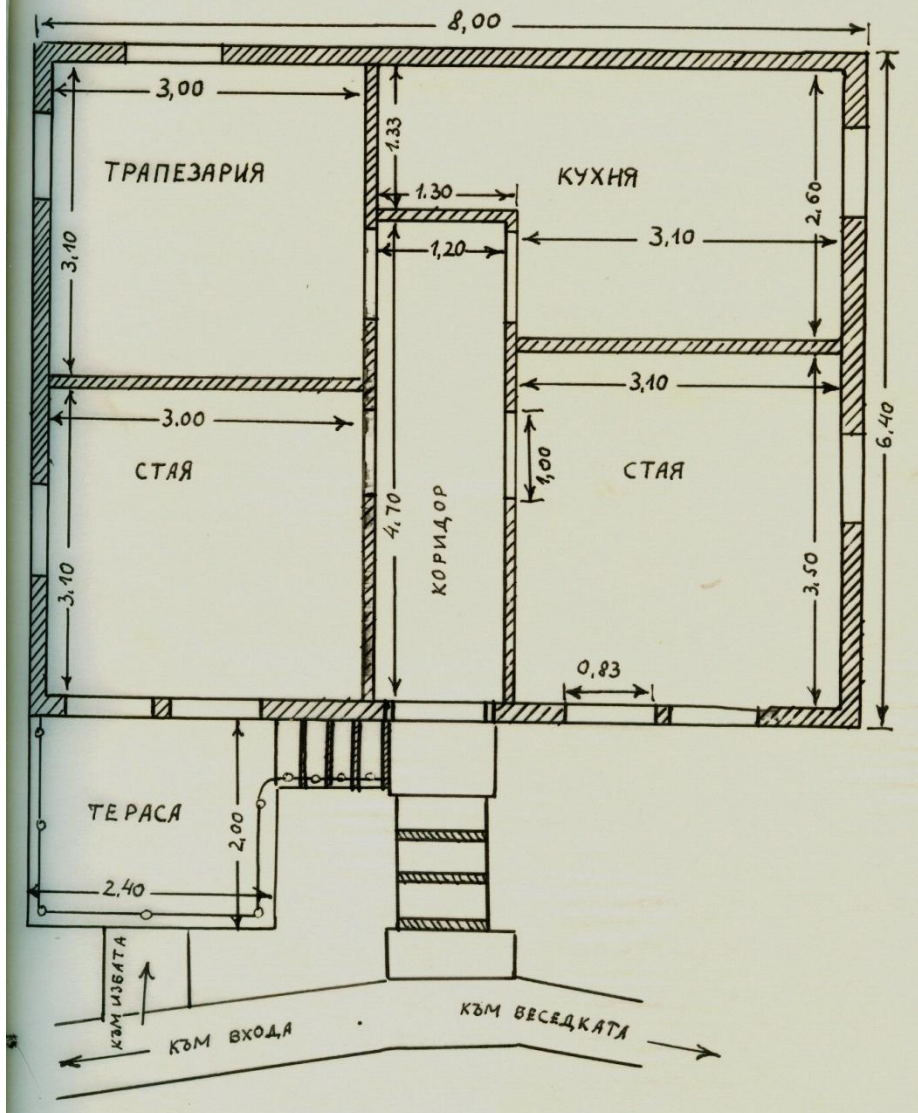 8,00
3,00
1.33
ТРАПЕЗАРИЯ
КУХНЯ
1.30
2,60
3,10
1,20
3,10
3,10
3.00
6,40
СТАЯ
СТАЯ
1,00
4.70
КОРИДОР
3.10
3,50
0,83
ТЕРАСА
2,00
2.40
КЪМ ИЗБАТА
КЪМ ВХОДА
КЪМ ВЕСЕДКАТА